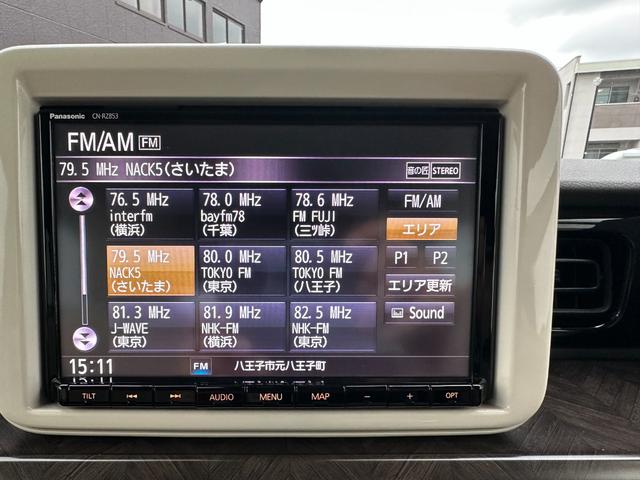 Panasonic CN-RZ853
FM/AM FM
79.5 MHz NACK5(さいたま) 音の匠 STEREO
76.5 MHz
interfm
(横浜)
78.0 MHz
bayfm78
(千葉)
78.6 MHz
FM FUJI
(三ツ峠)
FM/AM
エリア
79.5 MHz
NACK5
(さいたま)
80.0 MHz
TOKYO FM
(東京)
80.5 MHz
TOKYO FM
(八王子)
P1 P2
エリア更新
81.3 MHz
J-WAVE
(東京)
81.9 MHz
NHK-FM
(横浜)
82.5 MHz
NHK-FM
(東京)
Sound
15:11 FM 八王子市元八王子町
TILT AUDIO MENU MAP − + OPT